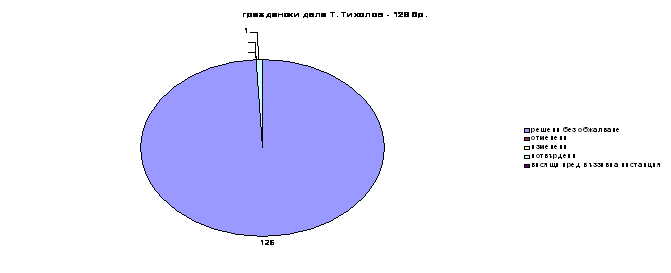 граждански дела Т. Тихолов - 128 бр.
1
126
решени без обжалване
отменени
изменени
потвърдени
висящи пред въззивна инстанция